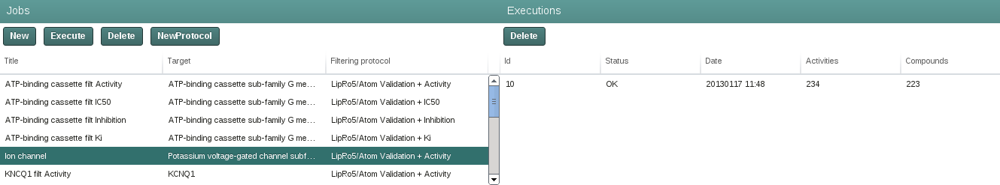 Jobs
Executions
New Execute Delete NewProtocol
Delete
Title Target Filtering protocol
Id Status Date Activities Compounds
ATP-binding cassette filt Activity ATP-binding cassette sub-family G me... LipRo5/Atom Validation + Activity
10 OK 20130117 11:48 234 223
ATP-binding cassette filt IC50 ATP-binding cassette sub-family G me... LipRo5/Atom Validation + IC50
ATP-binding cassette filt Inhibition ATP-binding cassette sub-family G me... LipRo5/Atom Validation + Inhibition
ATP-binding cassette filt Ki ATP-binding cassette sub-family G me... LipRo5/Atom Validation + Ki
Ion channel Potassium voltage-gated channel subf... LipRo5/Atom Validation + Activity
KNCQ1 filt Activity KCNQ1 LipRo5/Atom Validation + Activity